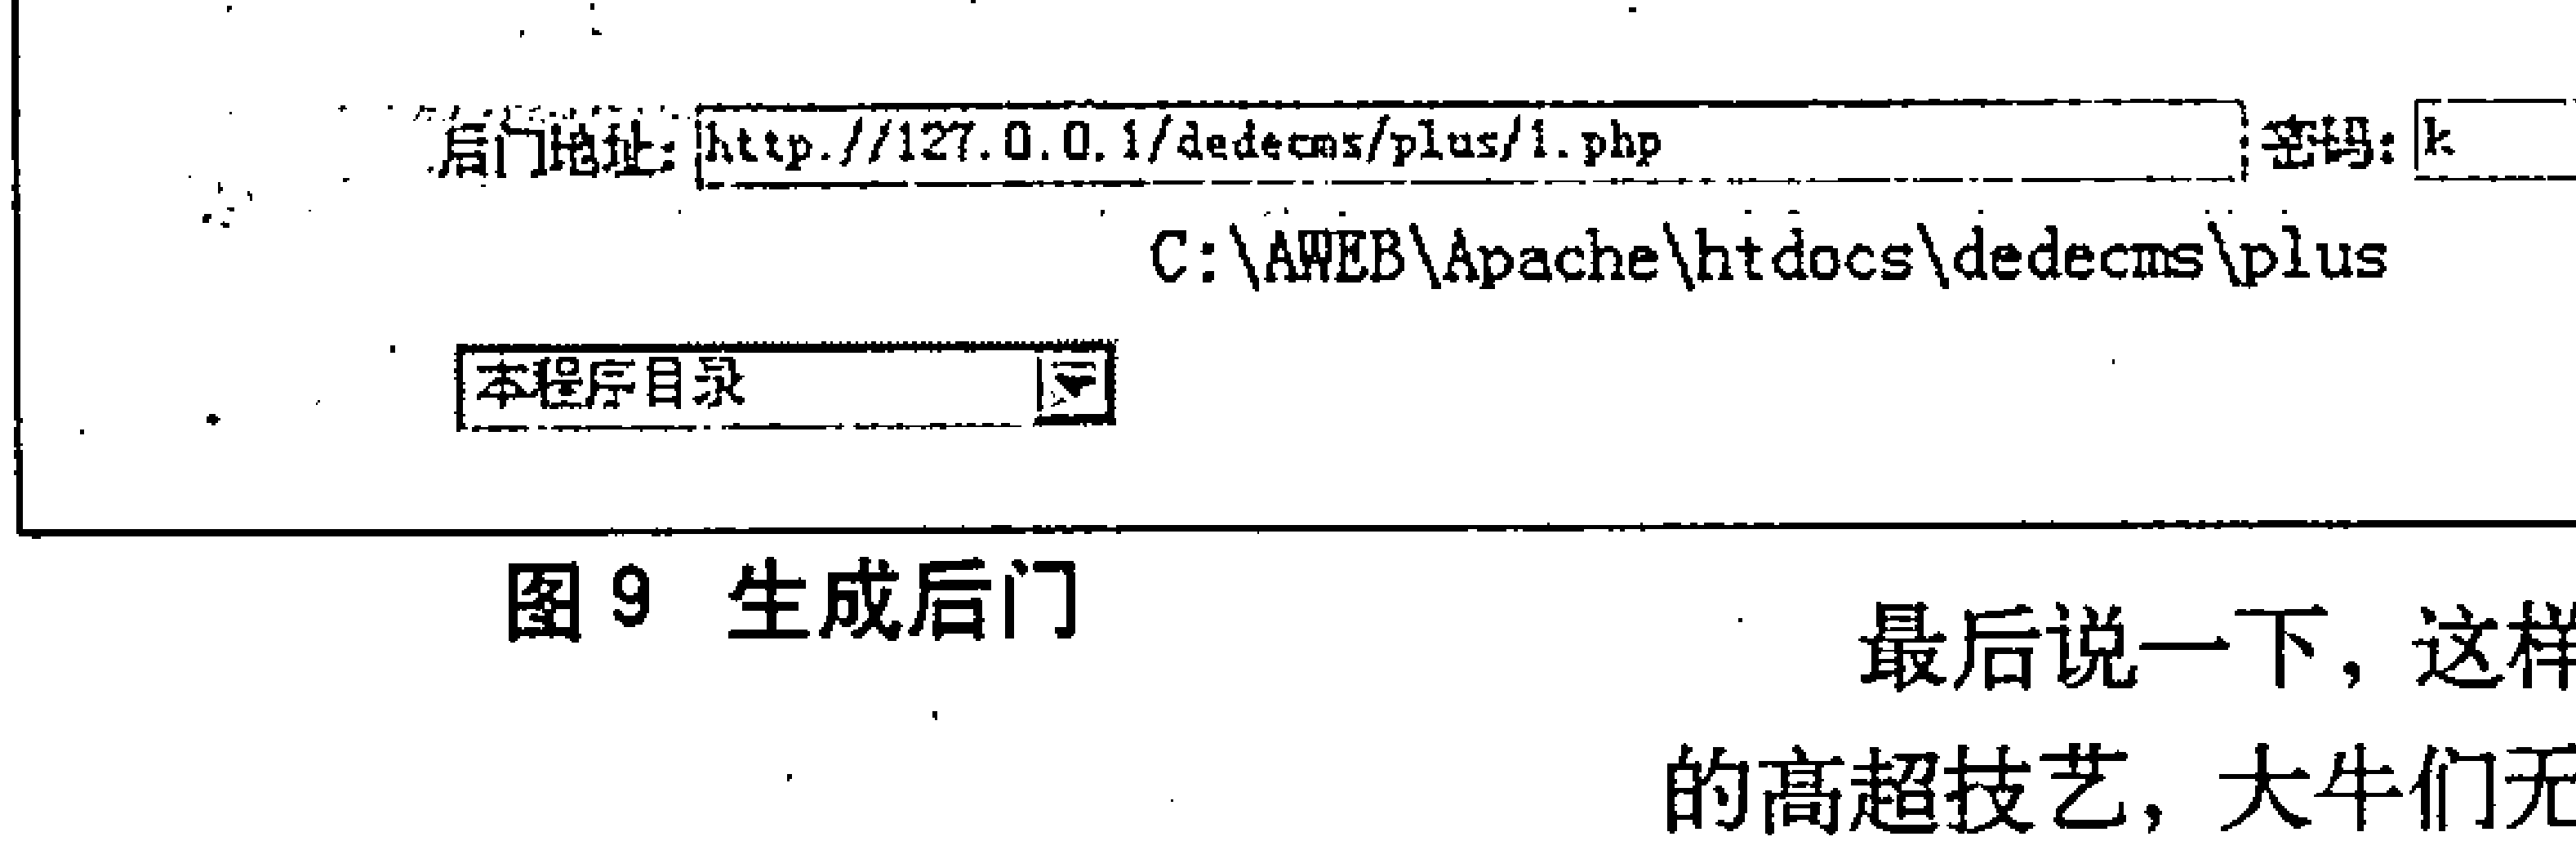 后门地址: http://127.0.0.1/dedecms/plus/1.php 密码: k
C:\AWEB\Apache\htdocs\dedecms\plus
本程序目录
图 9 生成后门
最后说一下，这样
的高超技艺，大牛们无